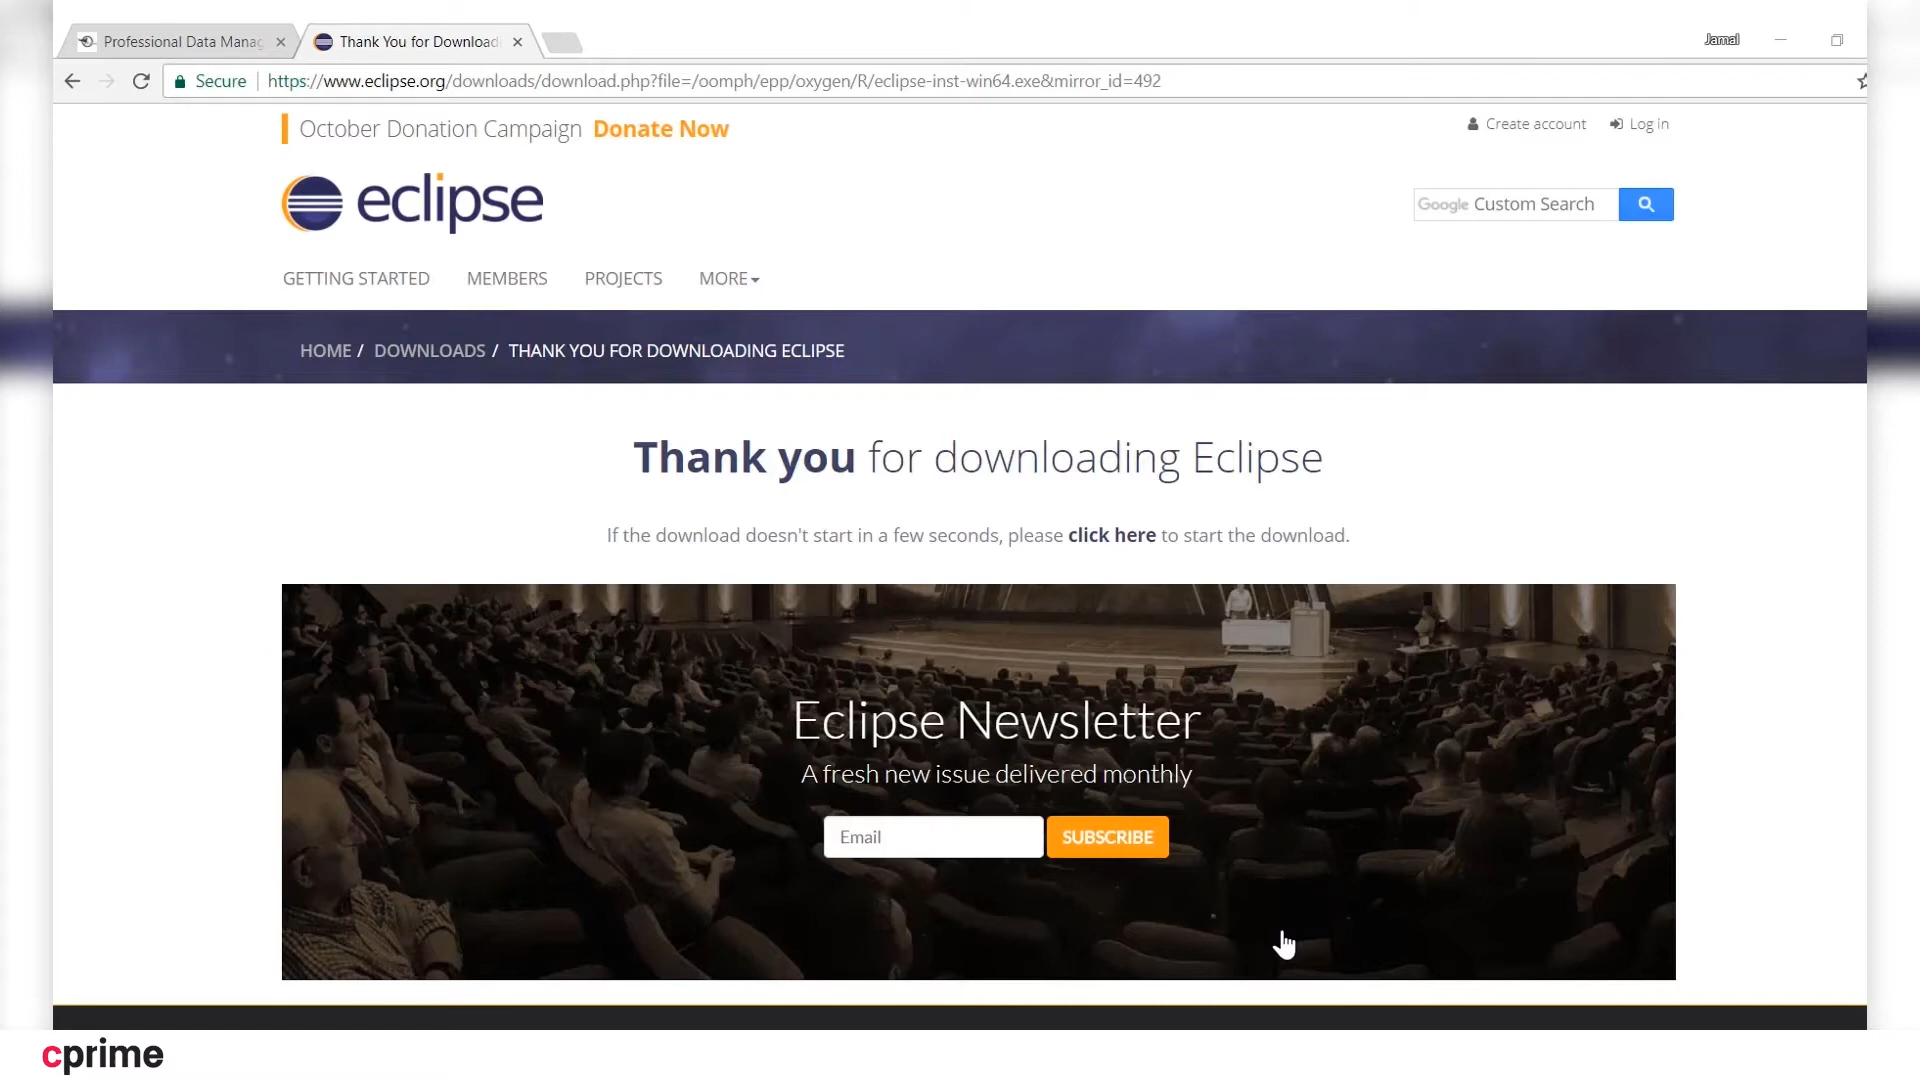 Professional Data Manag
Thank You for Download
Jamal
Secure
https://www.eclipse.org/downloads/download.php?file=/oomph/epp/oxygen/R/eclipse-inst-win64.exe&mirror_id=492
October Donation Campaign Donate Now
Create account Log in
eclipse
Google Custom Search
GETTING STARTED MEMBERS PROJECTS MORE
HOME / DOWNLOADS / THANK YOU FOR DOWNLOADING ECLIPSE
Thank you for downloading Eclipse
If the download doesn't start in a few seconds, please click here to start the download.
Eclipse Newsletter
A fresh new issue delivered monthly
Email SUBSCRIBE
cprime